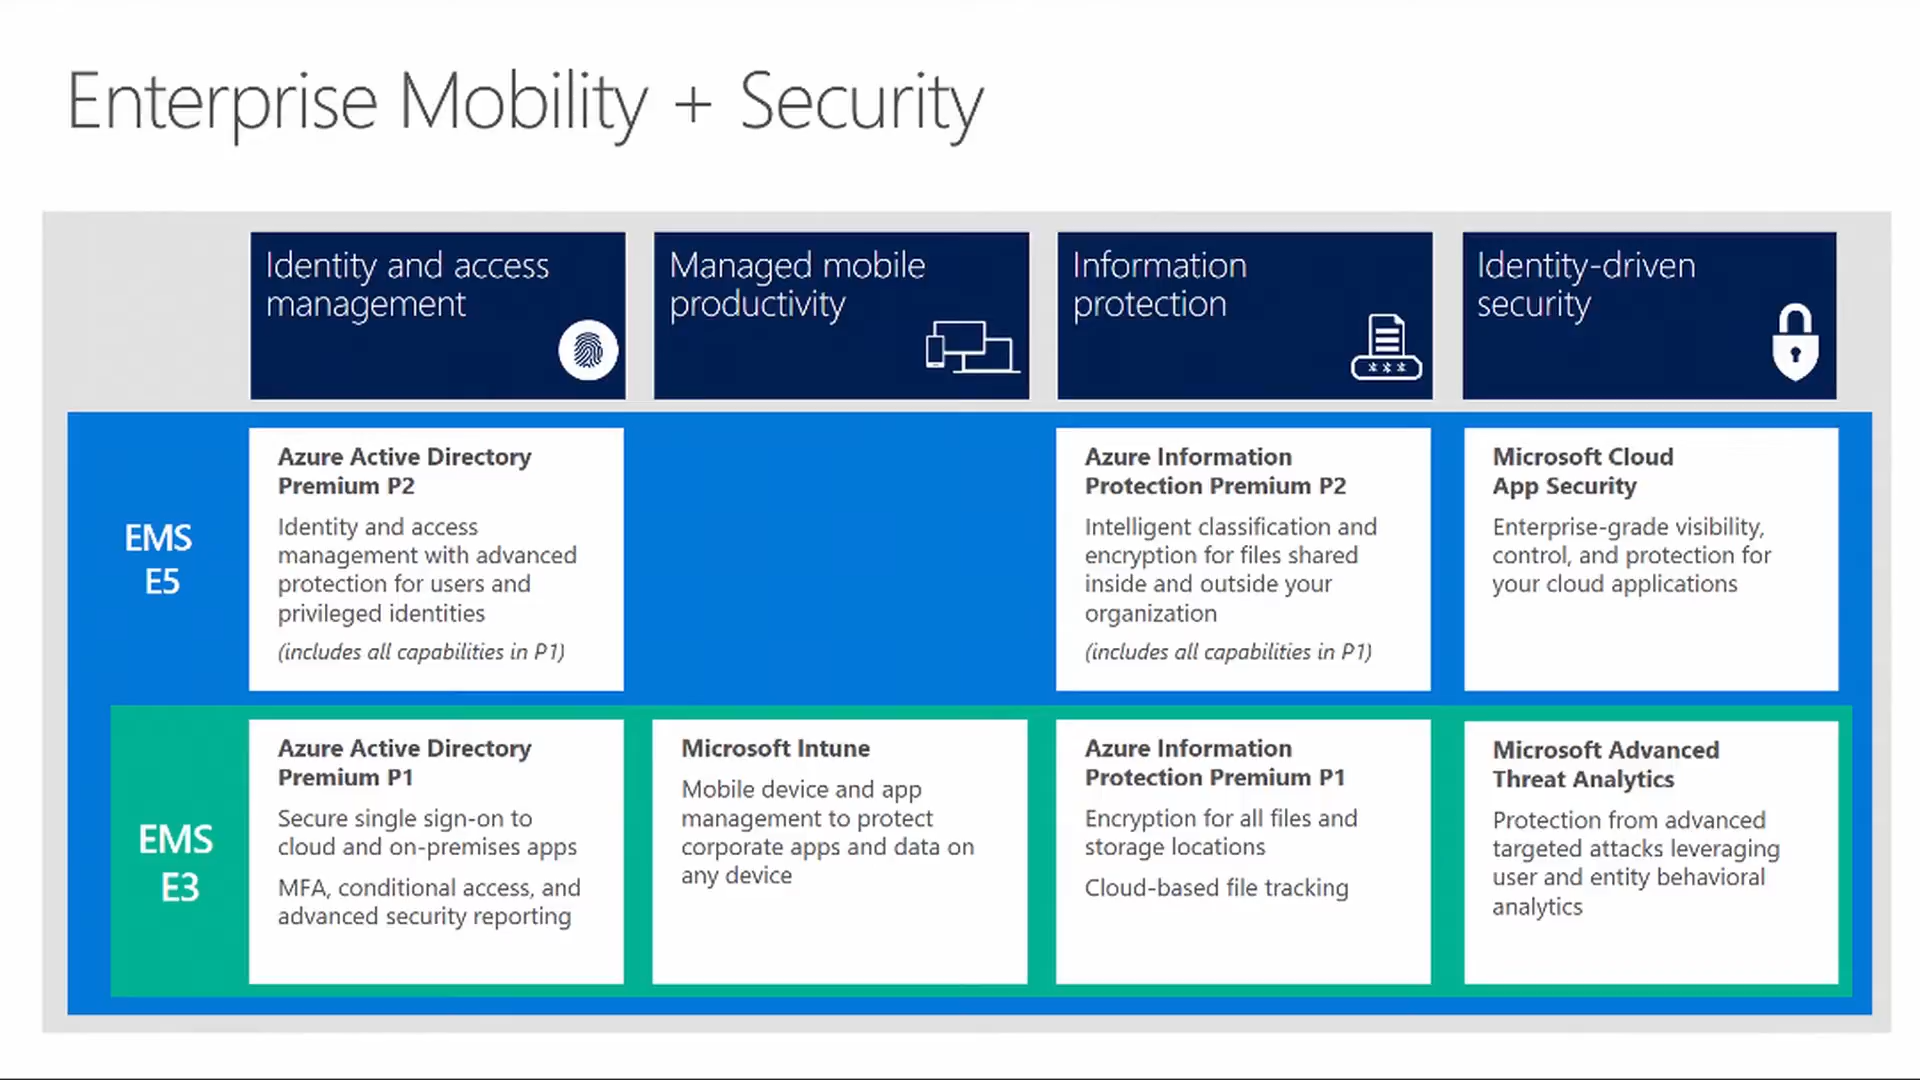 Enterprise Mobility + Security
Identity and access
management
Managed mobile
productivity
Information
protection
Identity-driven
security
EMS
E5
Azure Active Directory
Premium P2
Identity and access
management with advanced
protection for users and
privileged identities
(includes all capabilities in P1)
Azure Information
Protection Premium P2
Intelligent classification and
encryption for files shared
inside and outside your
organization
(includes all capabilities in P1)
Microsoft Cloud
App Security
Enterprise-grade visibility,
control, and protection for
your cloud applications
EMS
E3
Azure Active Directory
Premium P1
Secure single sign-on to
cloud and on-premises apps
MFA, conditional access, and
advanced security reporting
Microsoft Intune
Mobile device and app
management to protect
corporate apps and data on
any device
Azure Information
Protection Premium P1
Encryption for all files and
storage locations
Cloud-based file tracking
Microsoft Advanced
Threat Analytics
Protection from advanced
targeted attacks leveraging
user and entity behavioral
analytics